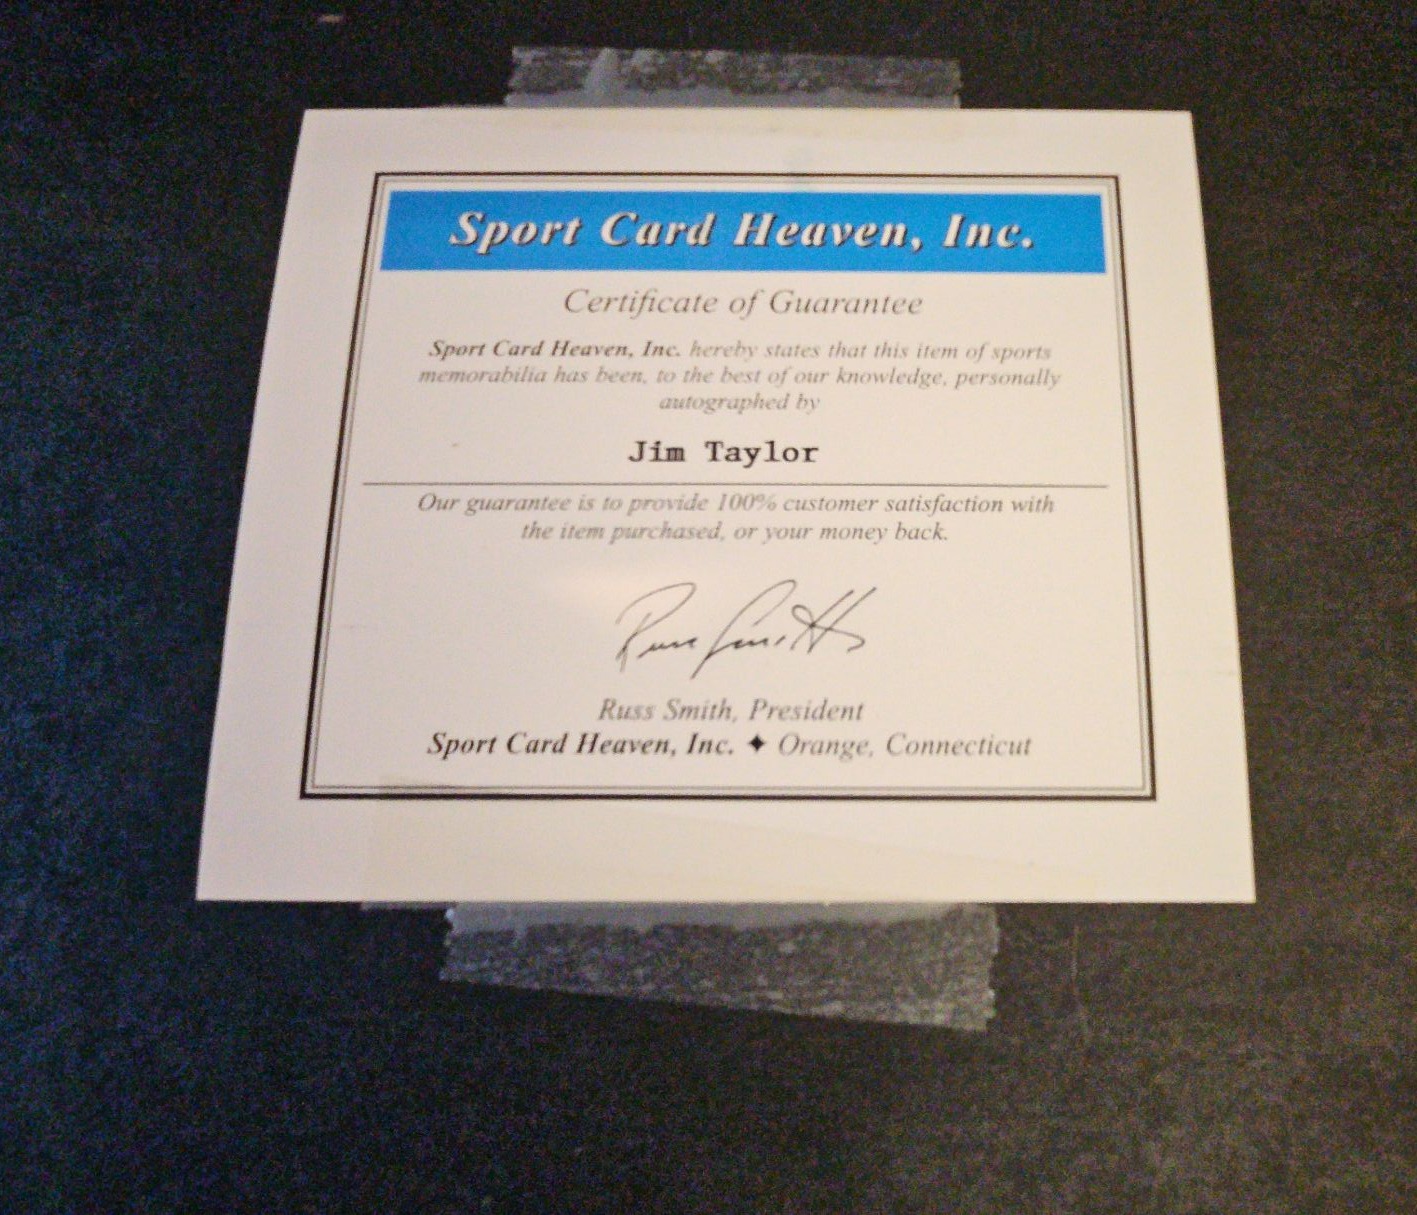 Sport Card Heaven, Inc.
Certificate of Guarantee
Sport Card Heaven, Inc. hereby states that this item of sports
memorabilia has been, to the best of our knowledge, personally
autographed by
Jim Taylor
Our guarantee is to provide 100% customer satisfaction with
the item purchased, or your money back.
Russ Smith
Russ Smith, President
Sport Card Heaven, Inc. ✦ Orange, Connecticut